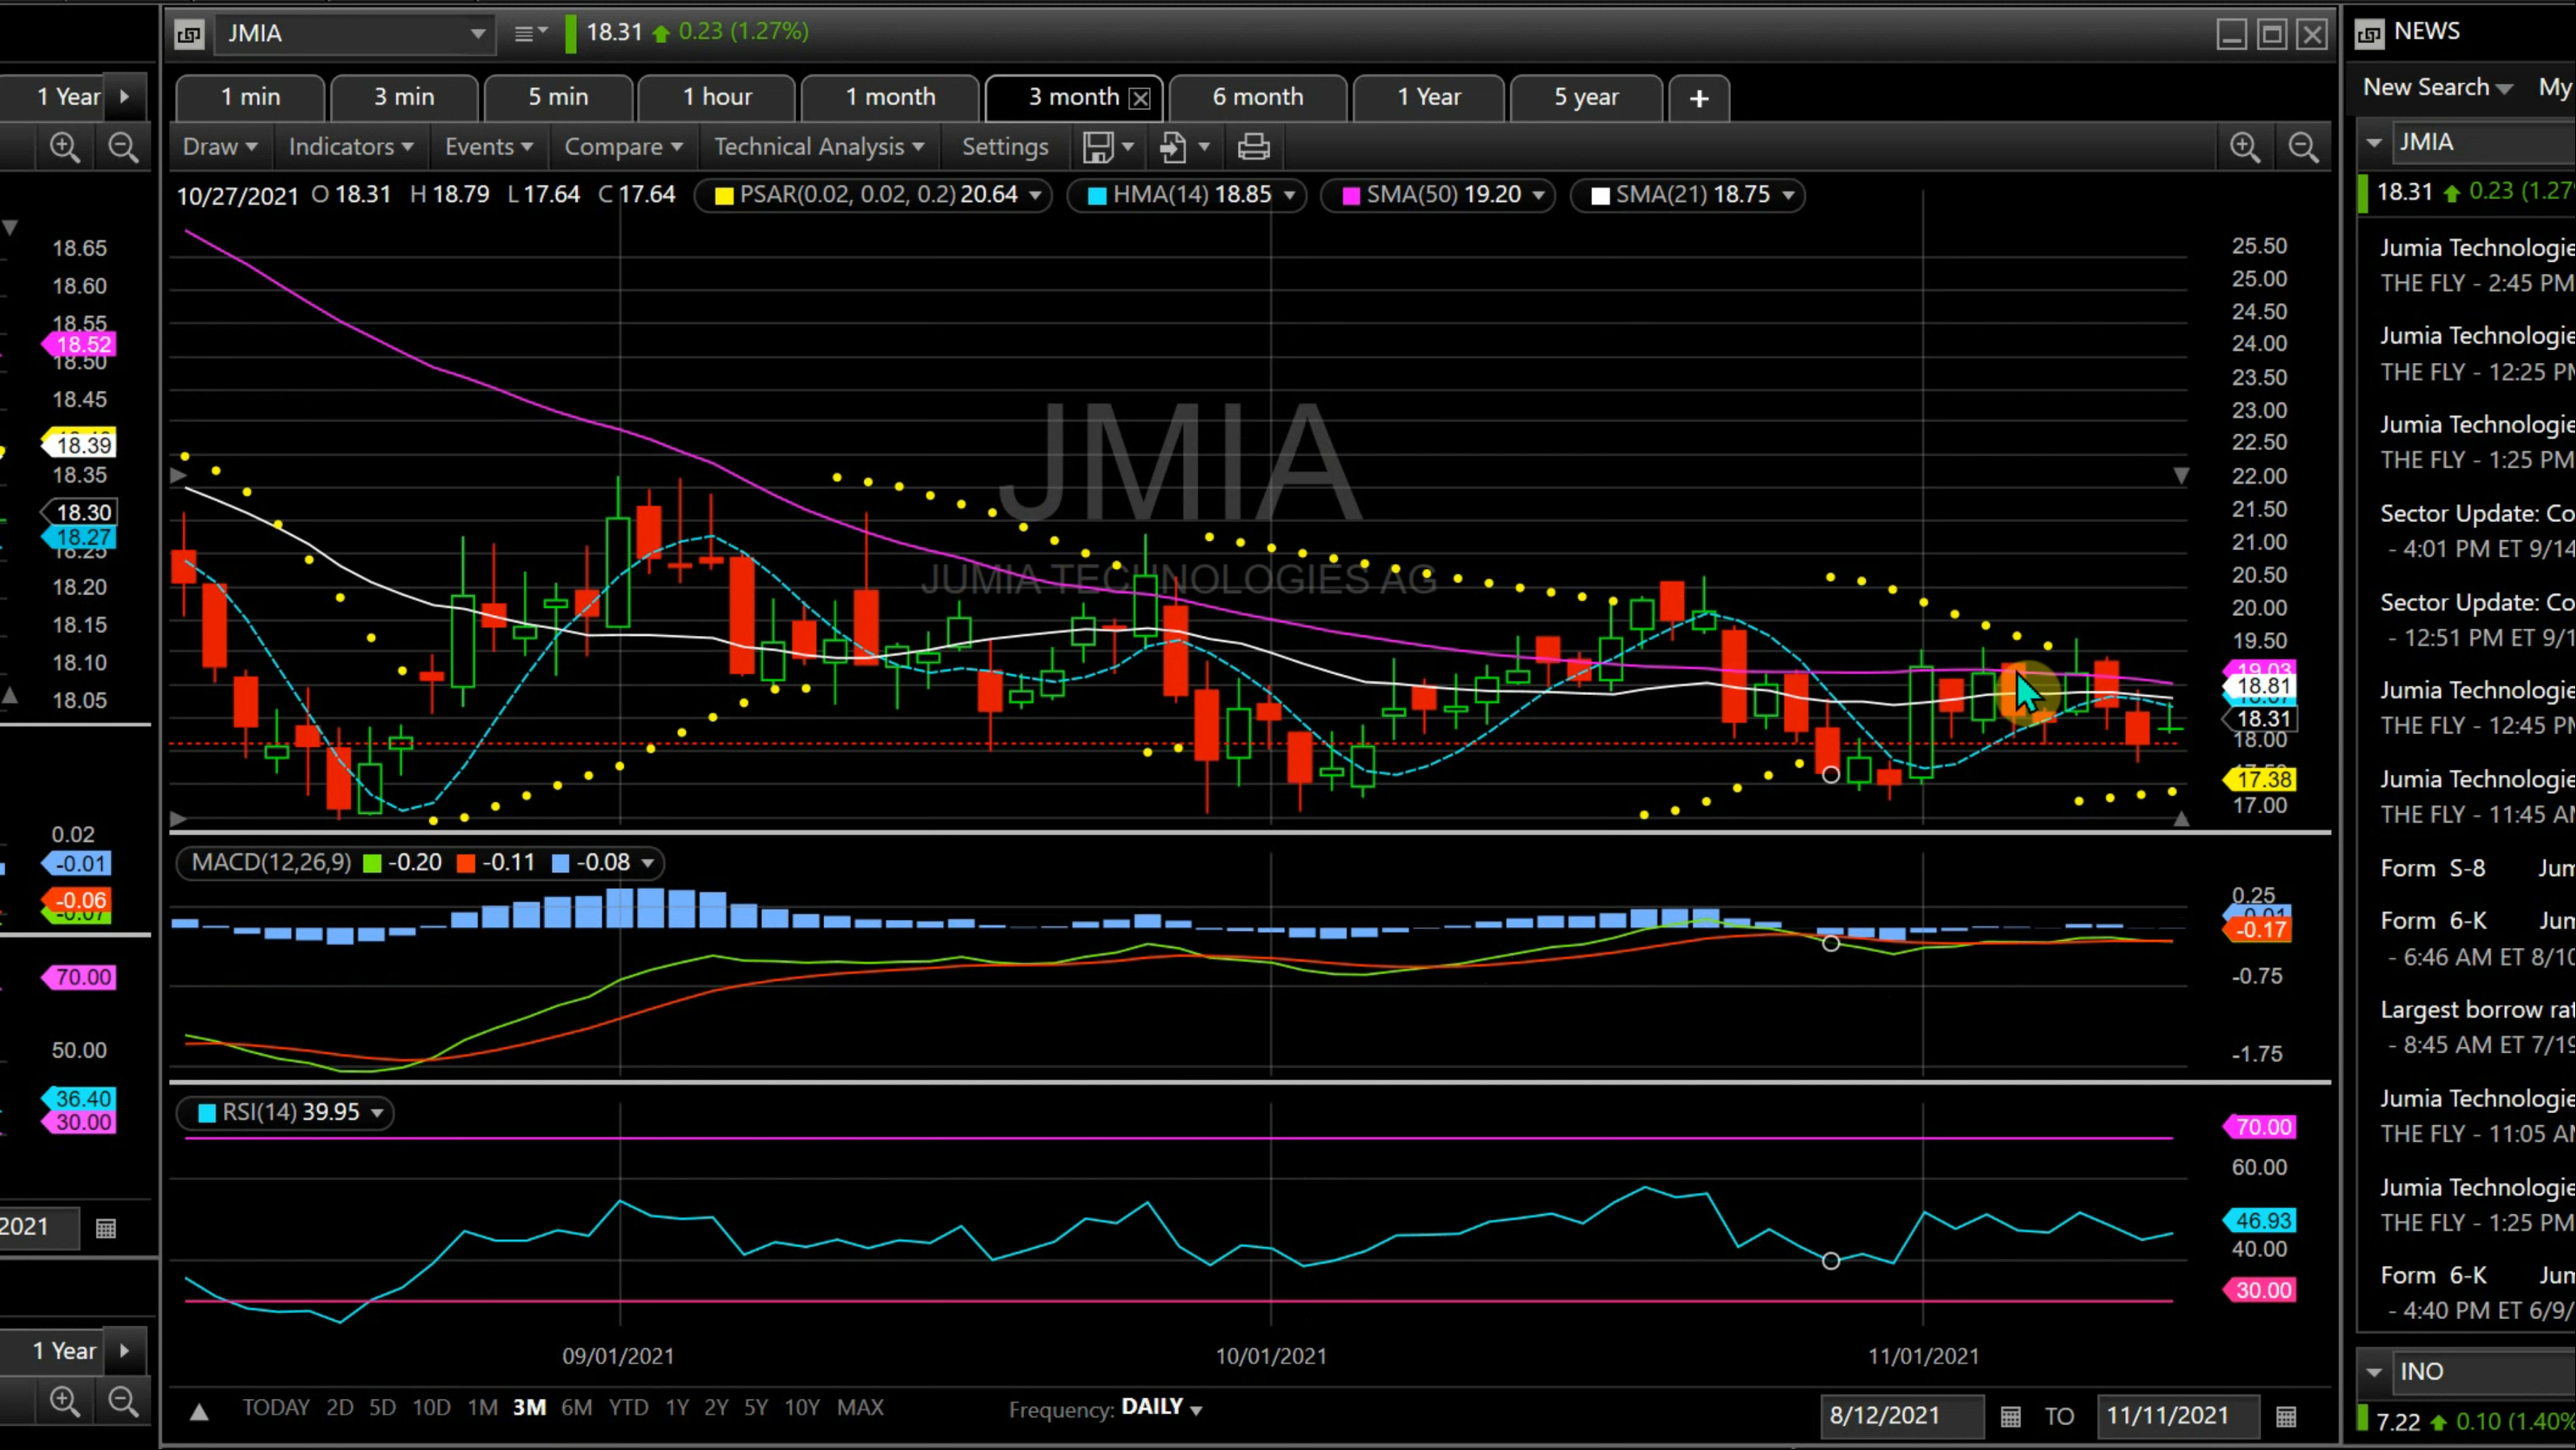 JMIA
18.31 0.23 (1.27%)
1 min 3 min 5 min 1 hour 1 month 3 month 6 month 1 Year 5 year +
Draw Indicators Events Compare Technical Analysis Settings
10/27/2021 O 18.31 H 18.79 L 17.64 C 17.64 PSAR(0.02, 0.02, 0.2) 20.64 HMA(14) 18.85 SMA(50) 19.20 SMA(21) 18.75
JMIA
JUMIA TECHNOLOGIES AG
25.50
25.00
24.50
24.00
23.50
23.00
22.50
22.00
21.50
21.00
20.50
20.00
19.50
19.03
18.81
18.31
18.00
17.38
17.00
MACD(12,26,9) -0.20 -0.11 -0.08
0.25
-0.17
-0.75
-1.75
RSI(14) 39.95
70.00
60.00
46.93
40.00
30.00
09/01/2021 10/01/2021 11/01/2021
TODAY 2D 5D 10D 1M 3M 6M YTD 1Y 2Y 5Y 10Y MAX
Frequency: DAILY
8/12/2021 TO 11/11/2021
1 Year
18.65
18.60
18.55
18.52
18.50
18.45
18.39
18.35
18.30
18.27
18.25
18.20
18.15
18.10
18.05
0.02
-0.01
-0.06
-0.07
70.00
50.00
36.40
30.00
2021
1 Year
NEWS
New Search My
JMIA
18.31 0.23 (1.27
Jumia Technologie
THE FLY - 2:45 PM
Jumia Technologie
THE FLY - 12:25 PM
Jumia Technologie
THE FLY - 1:25 PM
Sector Update: Co
- 4:01 PM ET 9/14
Sector Update: Co
- 12:51 PM ET 9/1
Jumia Technologie
THE FLY - 12:45 PM
Jumia Technologie
THE FLY - 11:45 AM
Form S-8 Jum
Form 6-K Jum
- 6:46 AM ET 8/10
Largest borrow rat
- 8:45 AM ET 7/19
Jumia Technologie
THE FLY - 11:05 AM
Jumia Technologie
THE FLY - 1:25 PM
Form 6-K Jum
- 4:40 PM ET 6/9/
INO
7.22 0.10 (1.40%